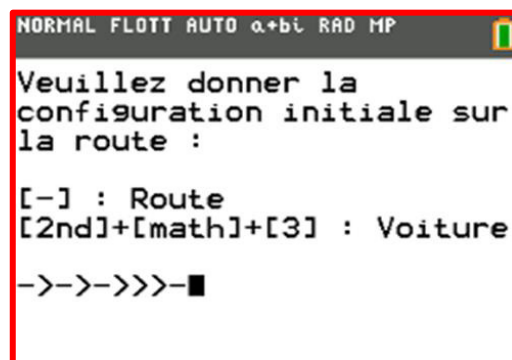 NORMAL FLOTT AUTO a+bi RAD MP
Veuillez donner la
configuration initiale sur
la route :
[-] : Route
[2nd]+[math]+[3] : Voiture
->->->>>-